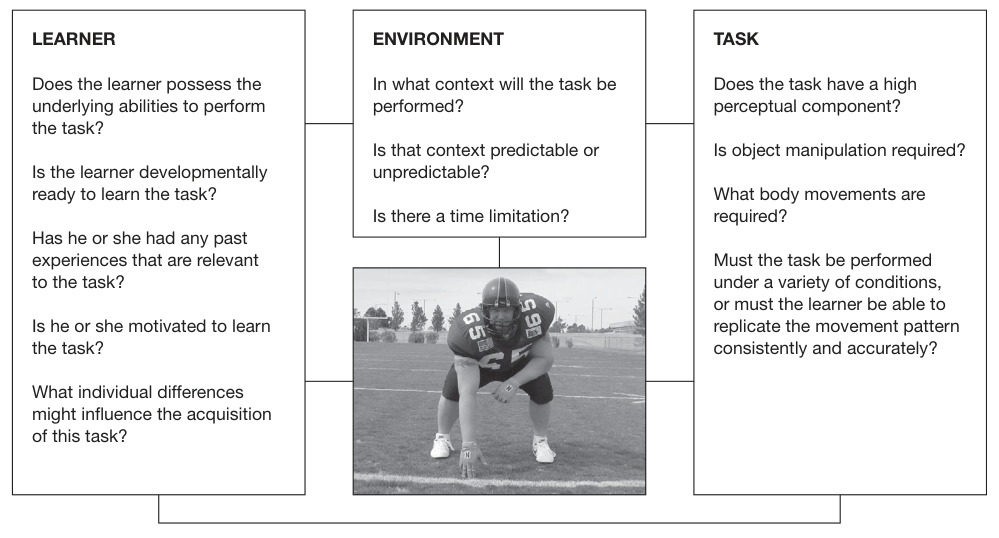 LEARNER
Does the learner possess the
underlying abilities to perform
the task?
Is the learner developmentally
ready to learn the task?
Has he or she had any past
experiences that are relevant
to the task?
Is he or she motivated to learn
the task?
What individual differences
might influence the acquisition
of this task?
ENVIRONMENT
In what context will the task be
performed?
Is that context predictable or
unpredictable?
Is there a time limitation?
65
59
65
N
N
TASK
Does the task have a high
perceptual component?
Is object manipulation required?
What body movements are
required?
Must the task be performed
under a variety of conditions,
or must the learner be able to
replicate the movement pattern
consistently and accurately?